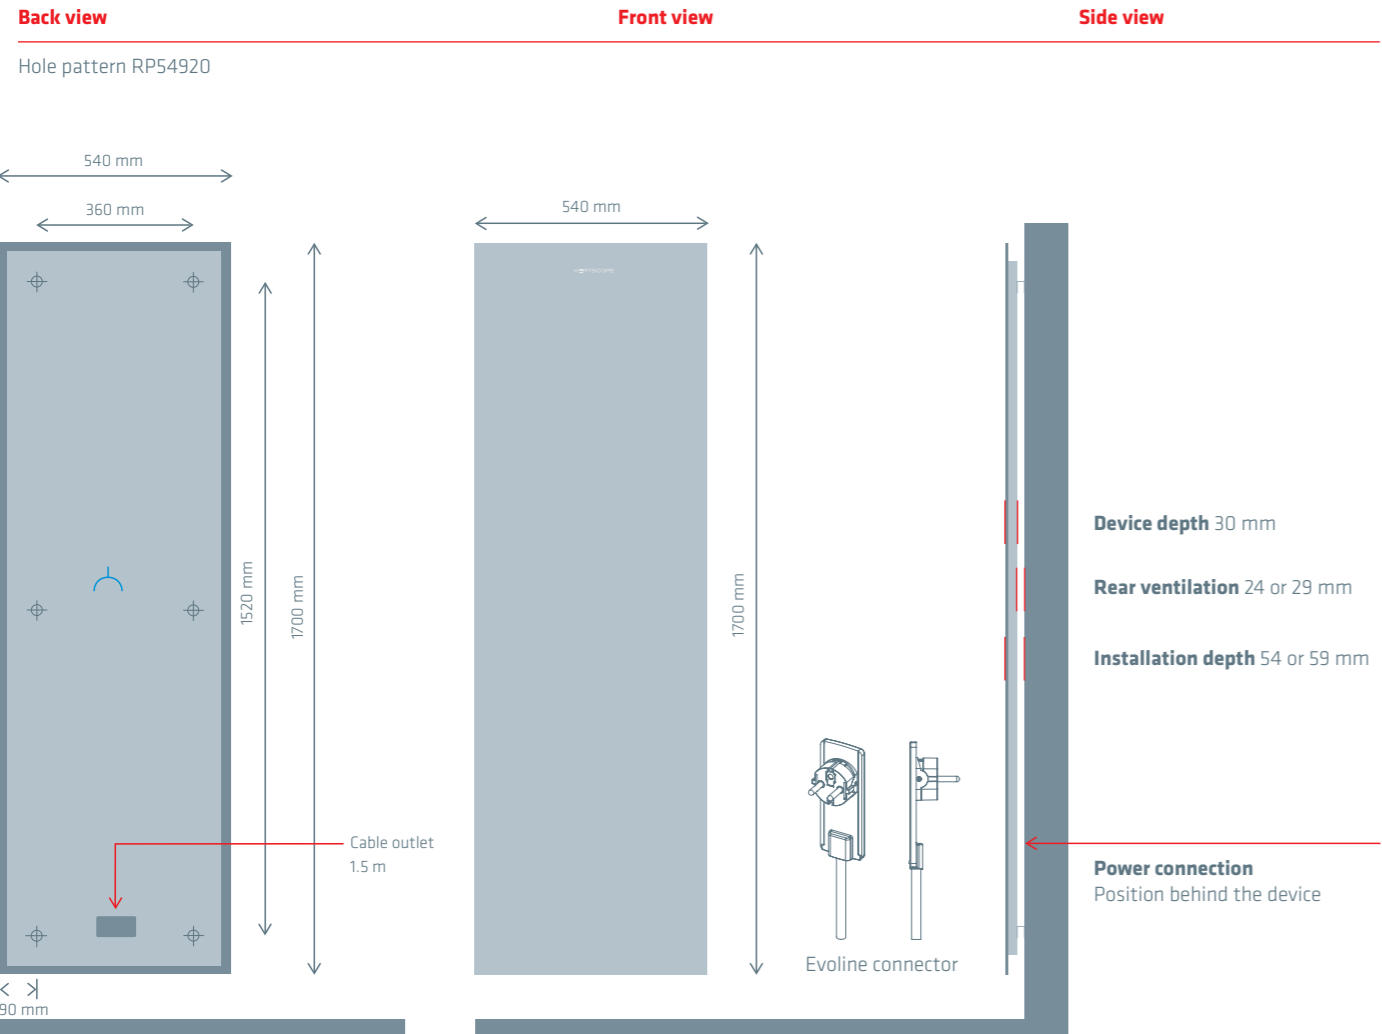 Back view
Front view
Side view
Hole pattern RP54920
540 mm
360 mm
540 mm
1520 mm
1700 mm
1700 mm
Device depth 30 mm
Rear ventilation 24 or 29 mm
Installation depth 54 or 59 mm
Cable outlet
1.5 m
Power connection
Position behind the device
Evoline connector
90 mm